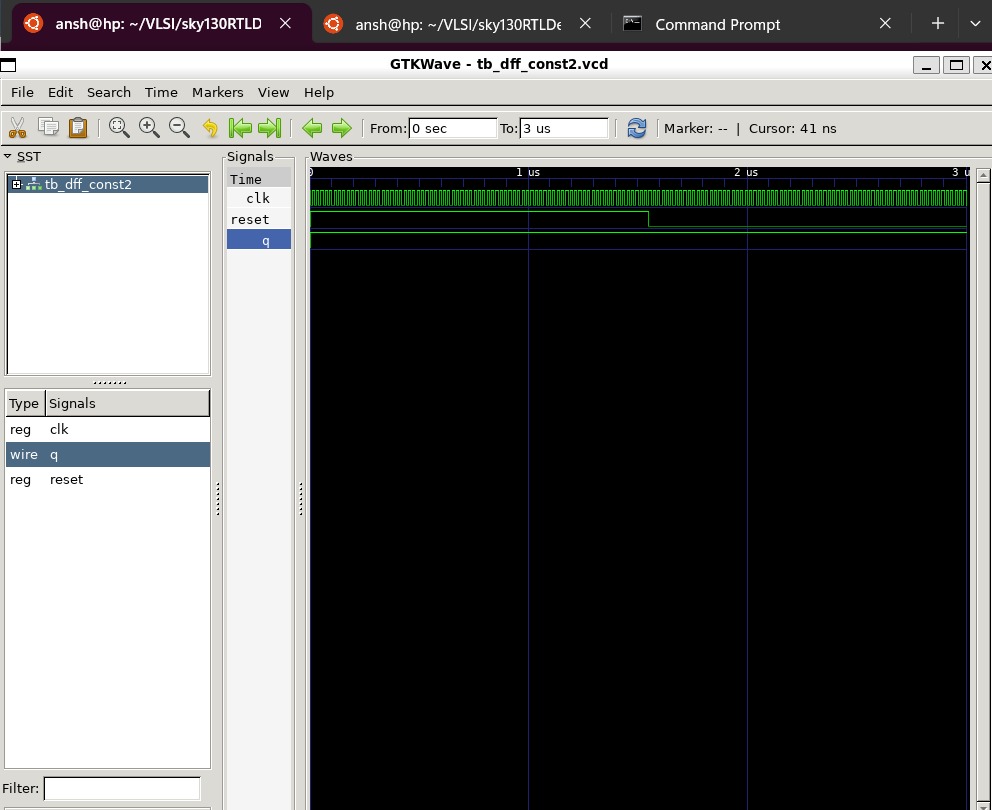 ansh@hp: ~/VLSI/sky130RTLD
ansh@hp: ~/VLSI/sky130RTLDe
Command Prompt
GTKWave - tb_dff_const2.vcd
File Edit Search Time Markers View Help
From: 0 sec To: 3 us Marker: -- | Cursor: 41 ns
SST
tb_dff_const2
Type Signals
reg clk
wire q
reg reset
Filter:
Signals
Time
clk
reset
q
Waves
0 1 us 2 us 3 u